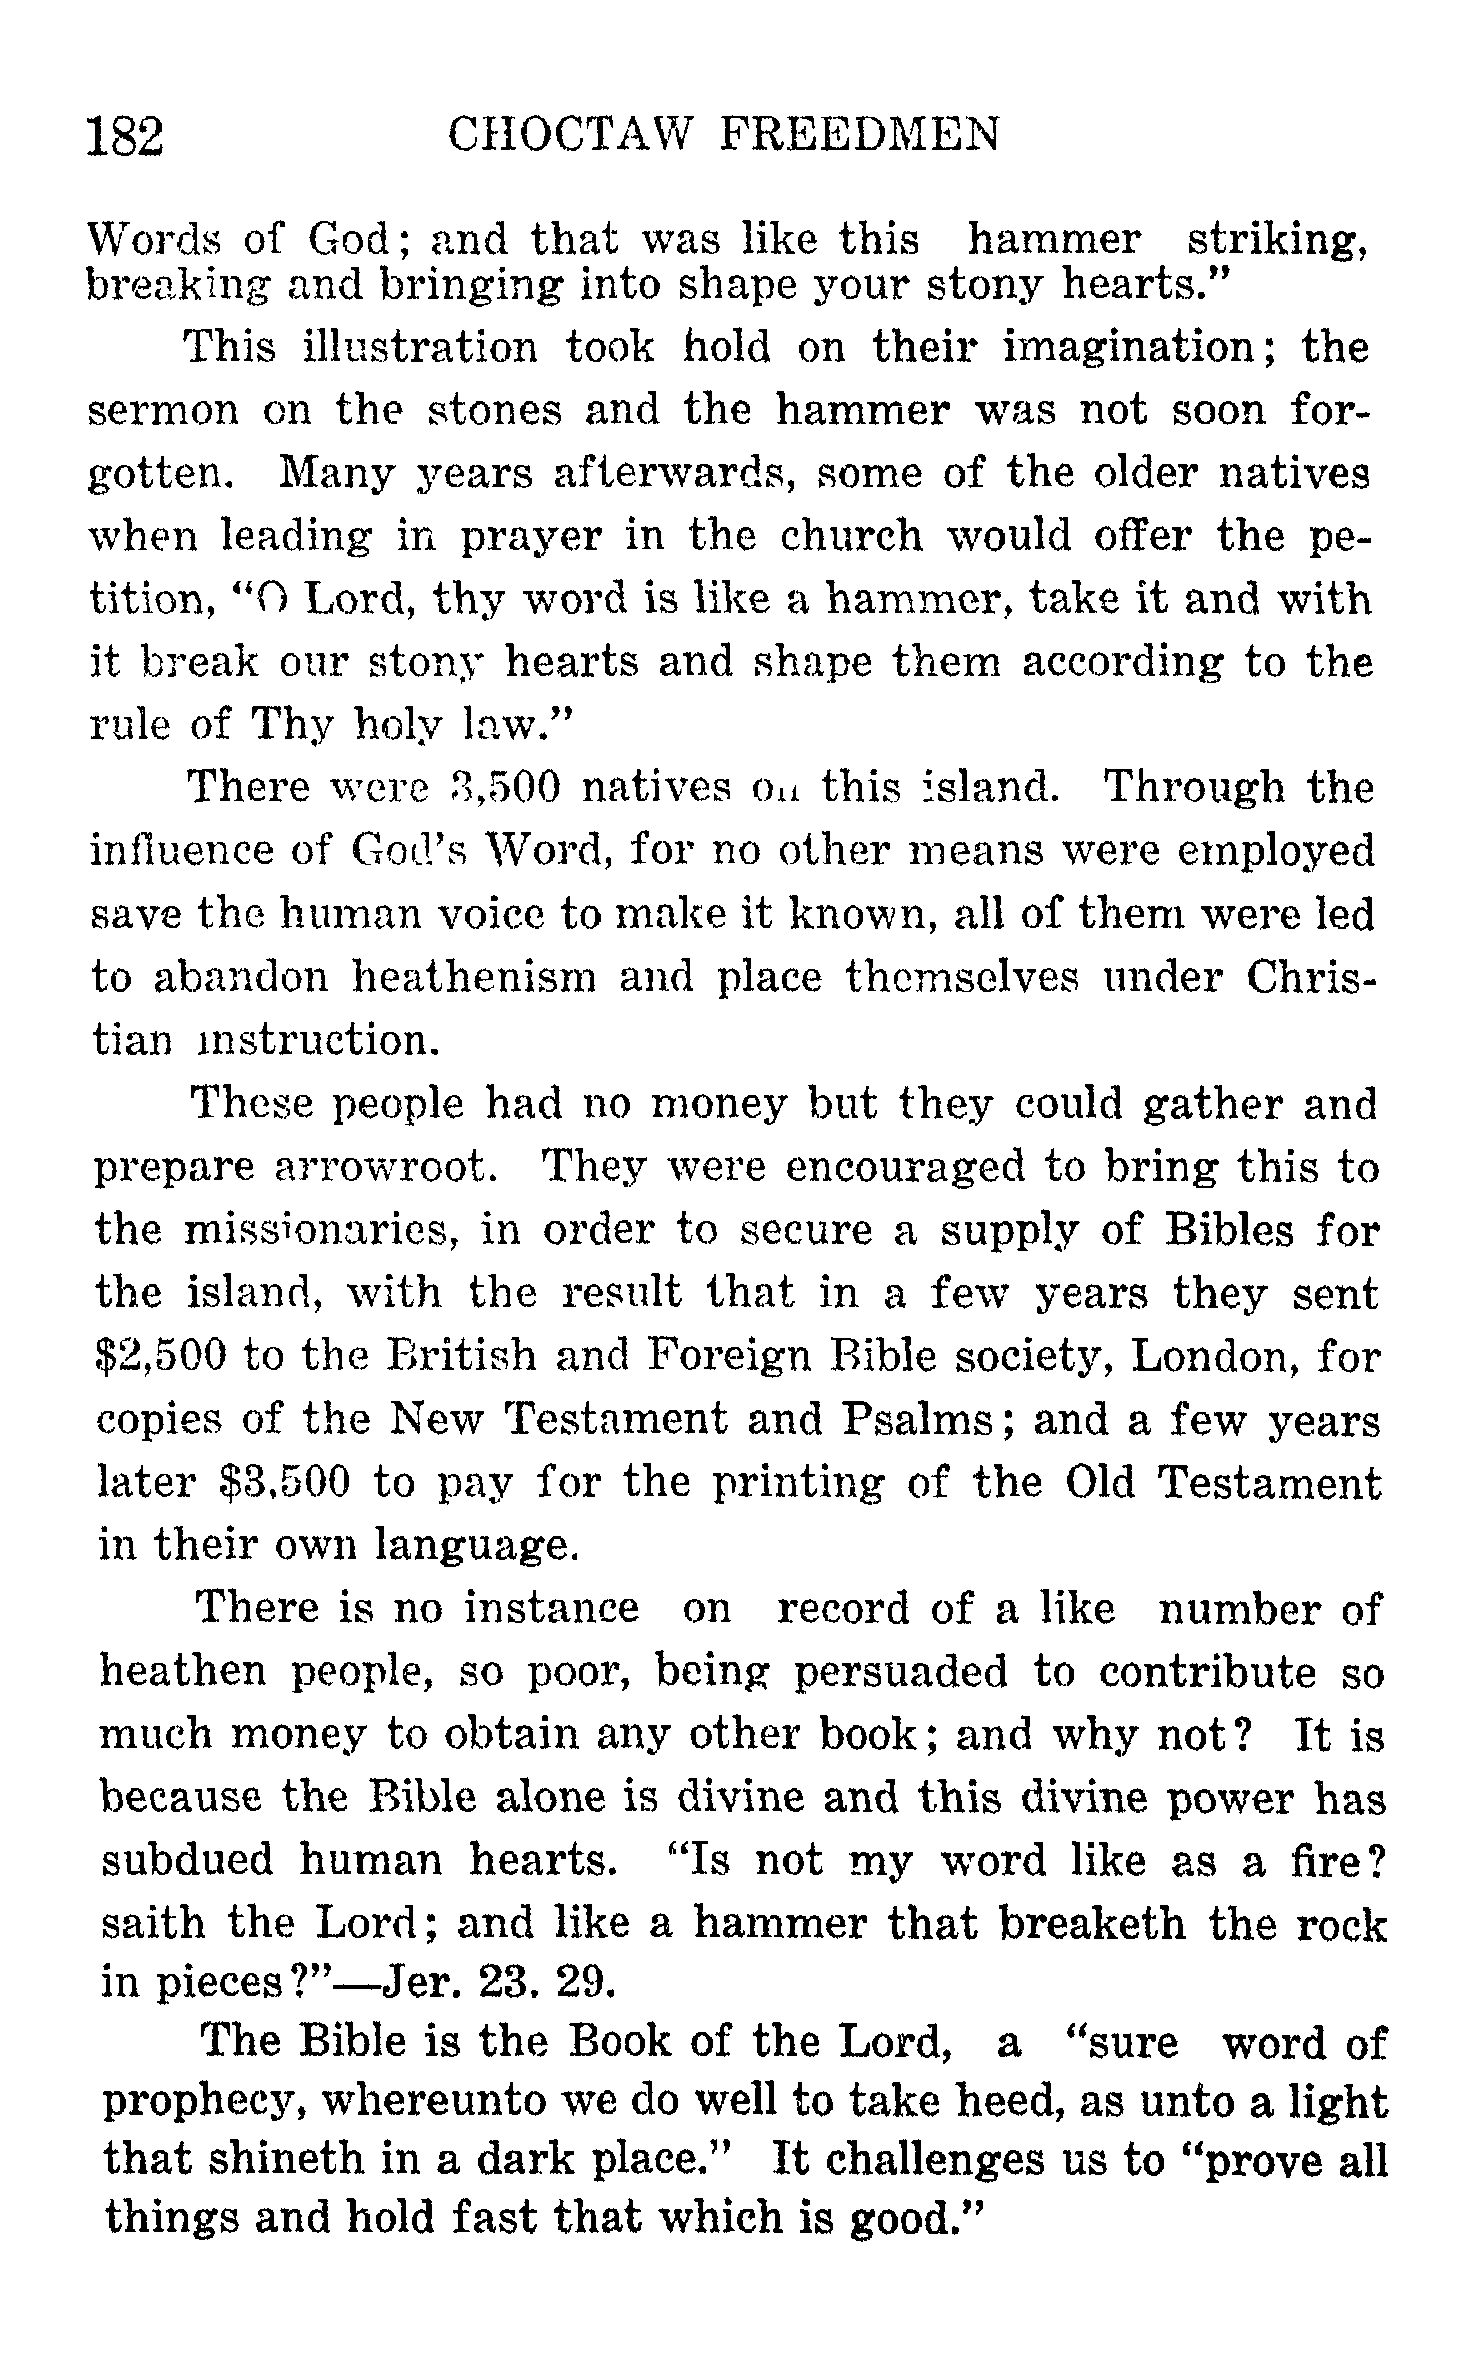 182 CHOCTAW FREEDMEN
Words of God; and that was like this hammer striking,
breaking and bringing into shape your stony hearts."
This illustration took hold on their imagination; the
sermon on the stones and the hammer was not soon for-
gotten. Many years afterwards, some of the older natives
when leading in prayer in the church would offer the pe-
tition, "O Lord, thy word is like a hammer, take it and with
it break our stony hearts and shape them according to the
rule of Thy holy law."
There were 3,500 natives on this island. Through the
influence of God's Word, for no other means were employed
save the human voice to make it known, all of them were led
to abandon heathenism and place themselves under Chris-
tian instruction.
These people had no money but they could gather and
prepare arrowroot. They were encouraged to bring this to
the missionaries, in order to secure a supply of Bibles for
the island, with the result that in a few years they sent
$2,500 to the British and Foreign Bible society, London, for
copies of the New Testament and Psalms; and a few years
later $3,500 to pay for the printing of the Old Testament
in their own language.
There is no instance on record of a like number of
heathen people, so poor, being persuaded to contribute so
much money to obtain any other book; and why not? It is
because the Bible alone is divine and this divine power has
subdued human hearts. "Is not my word like as a fire?
saith the Lord; and like a hammer that breaketh the rock
in pieces?"—Jer. 23. 29.
The Bible is the Book of the Lord, a "sure word of
prophecy, whereunto we do well to take heed, as unto a light
that shineth in a dark place." It challenges us to "prove all
things and hold fast that which is good."